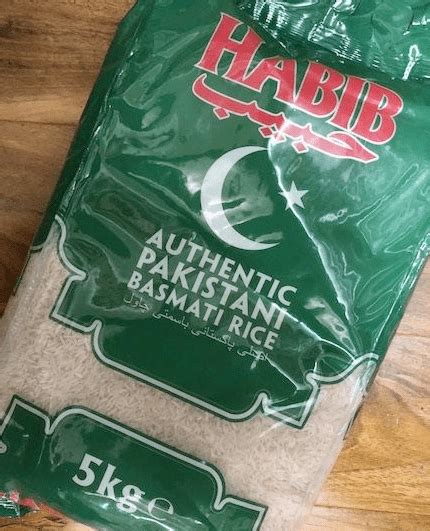 HABIB
حبیب
AUTHENTIC
PAKISTANI
BASMATI RICE
اصلی پاکستانی باسمتی چاول
5kg e